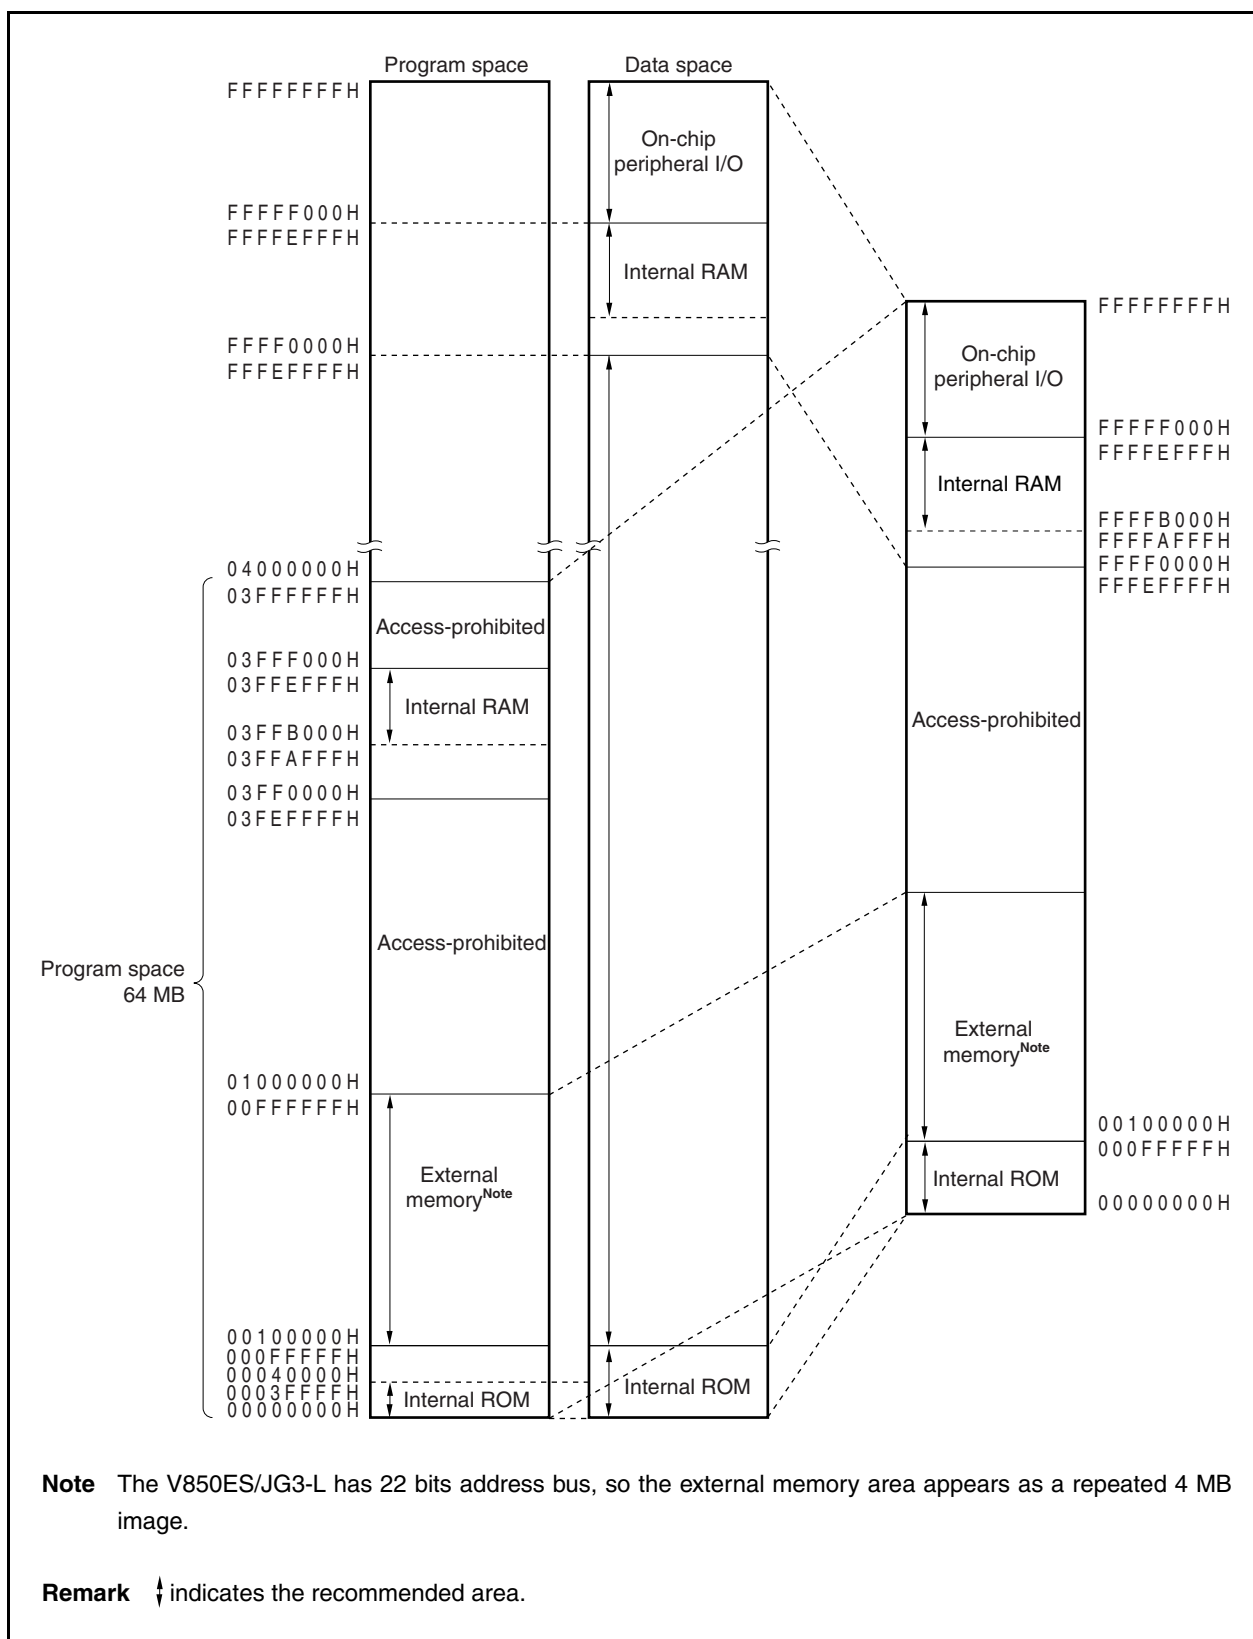 Program space
Data space
FFFFFFFFH
On-chip
peripheral I/O
FFFFF000H
FFFFEFFFH
Internal RAM
FFFF0000H
FFFEFFFFH
04000000H
03FFFFFFH
Access-prohibited
03FFF000H
03FFEFFFH
Internal RAM
03FFB000H
03FFAFFFH
03FF0000H
03FEFFFFH
Access-prohibited
Program space
64 MB
01000000H
00FFFFFFH
External
memoryNote
00100000H
000FFFFFH
00040000H
0003FFFFH
00000000H
Internal ROM
Internal ROM
FFFFFFFFH
On-chip
peripheral I/O
FFFFF000H
FFFFEFFFH
Internal RAM
FFFFB000H
FFFFAFFFH
FFFF0000H
FFFEFFFFH
Access-prohibited
External
memoryNote
00100000H
000FFFFFH
Internal ROM
00000000H
Note The V850ES/JG3-L has 22 bits address bus, so the external memory area appears as a repeated 4 MB
image.
Remark ↕ indicates the recommended area.